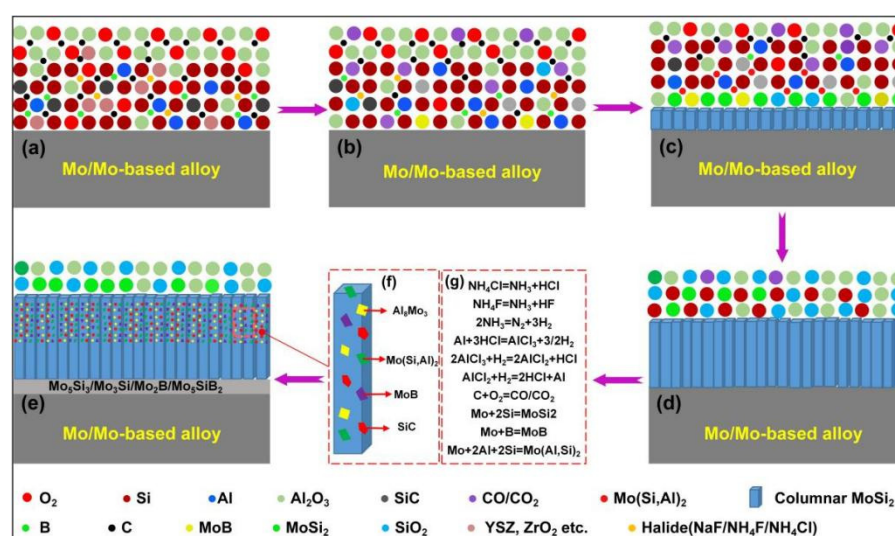 (a)
Mo/Mo-based alloy
(b)
Mo/Mo-based alloy
(c)
Mo/Mo-based alloy
(e)
Mo₅Si₃/Mo₃Si/Mo₂B/Mo₅SiB₂
Mo/Mo-based alloy
(f)
Al₈Mo₃
Mo(Si,Al)₂
MoB
SiC
(g)
NH₄Cl=NH₃+HCl
NH₄F=NH₃+HF
2NH₃=N₂+3H₂
Al+3HCl=AlCl₃+3/2H₂
2AlCl₃+H₂=2AlCl₂+HCl
AlCl₂+H₂=2HCl+Al
C+O₂=CO/CO₂
Mo+2Si=MoSi2
Mo+B=MoB
Mo+2Al+2Si=Mo(Al,Si)₂
(d)
Mo/Mo-based alloy
O₂ Si Al Al₂O₃ SiC CO/CO₂ Mo(Si,Al)₂ Columnar MoSi₂
B C MoB MoSi₂ SiO₂ YSZ, ZrO₂ etc. Halide(NaF/NH₄F/NH₄Cl)